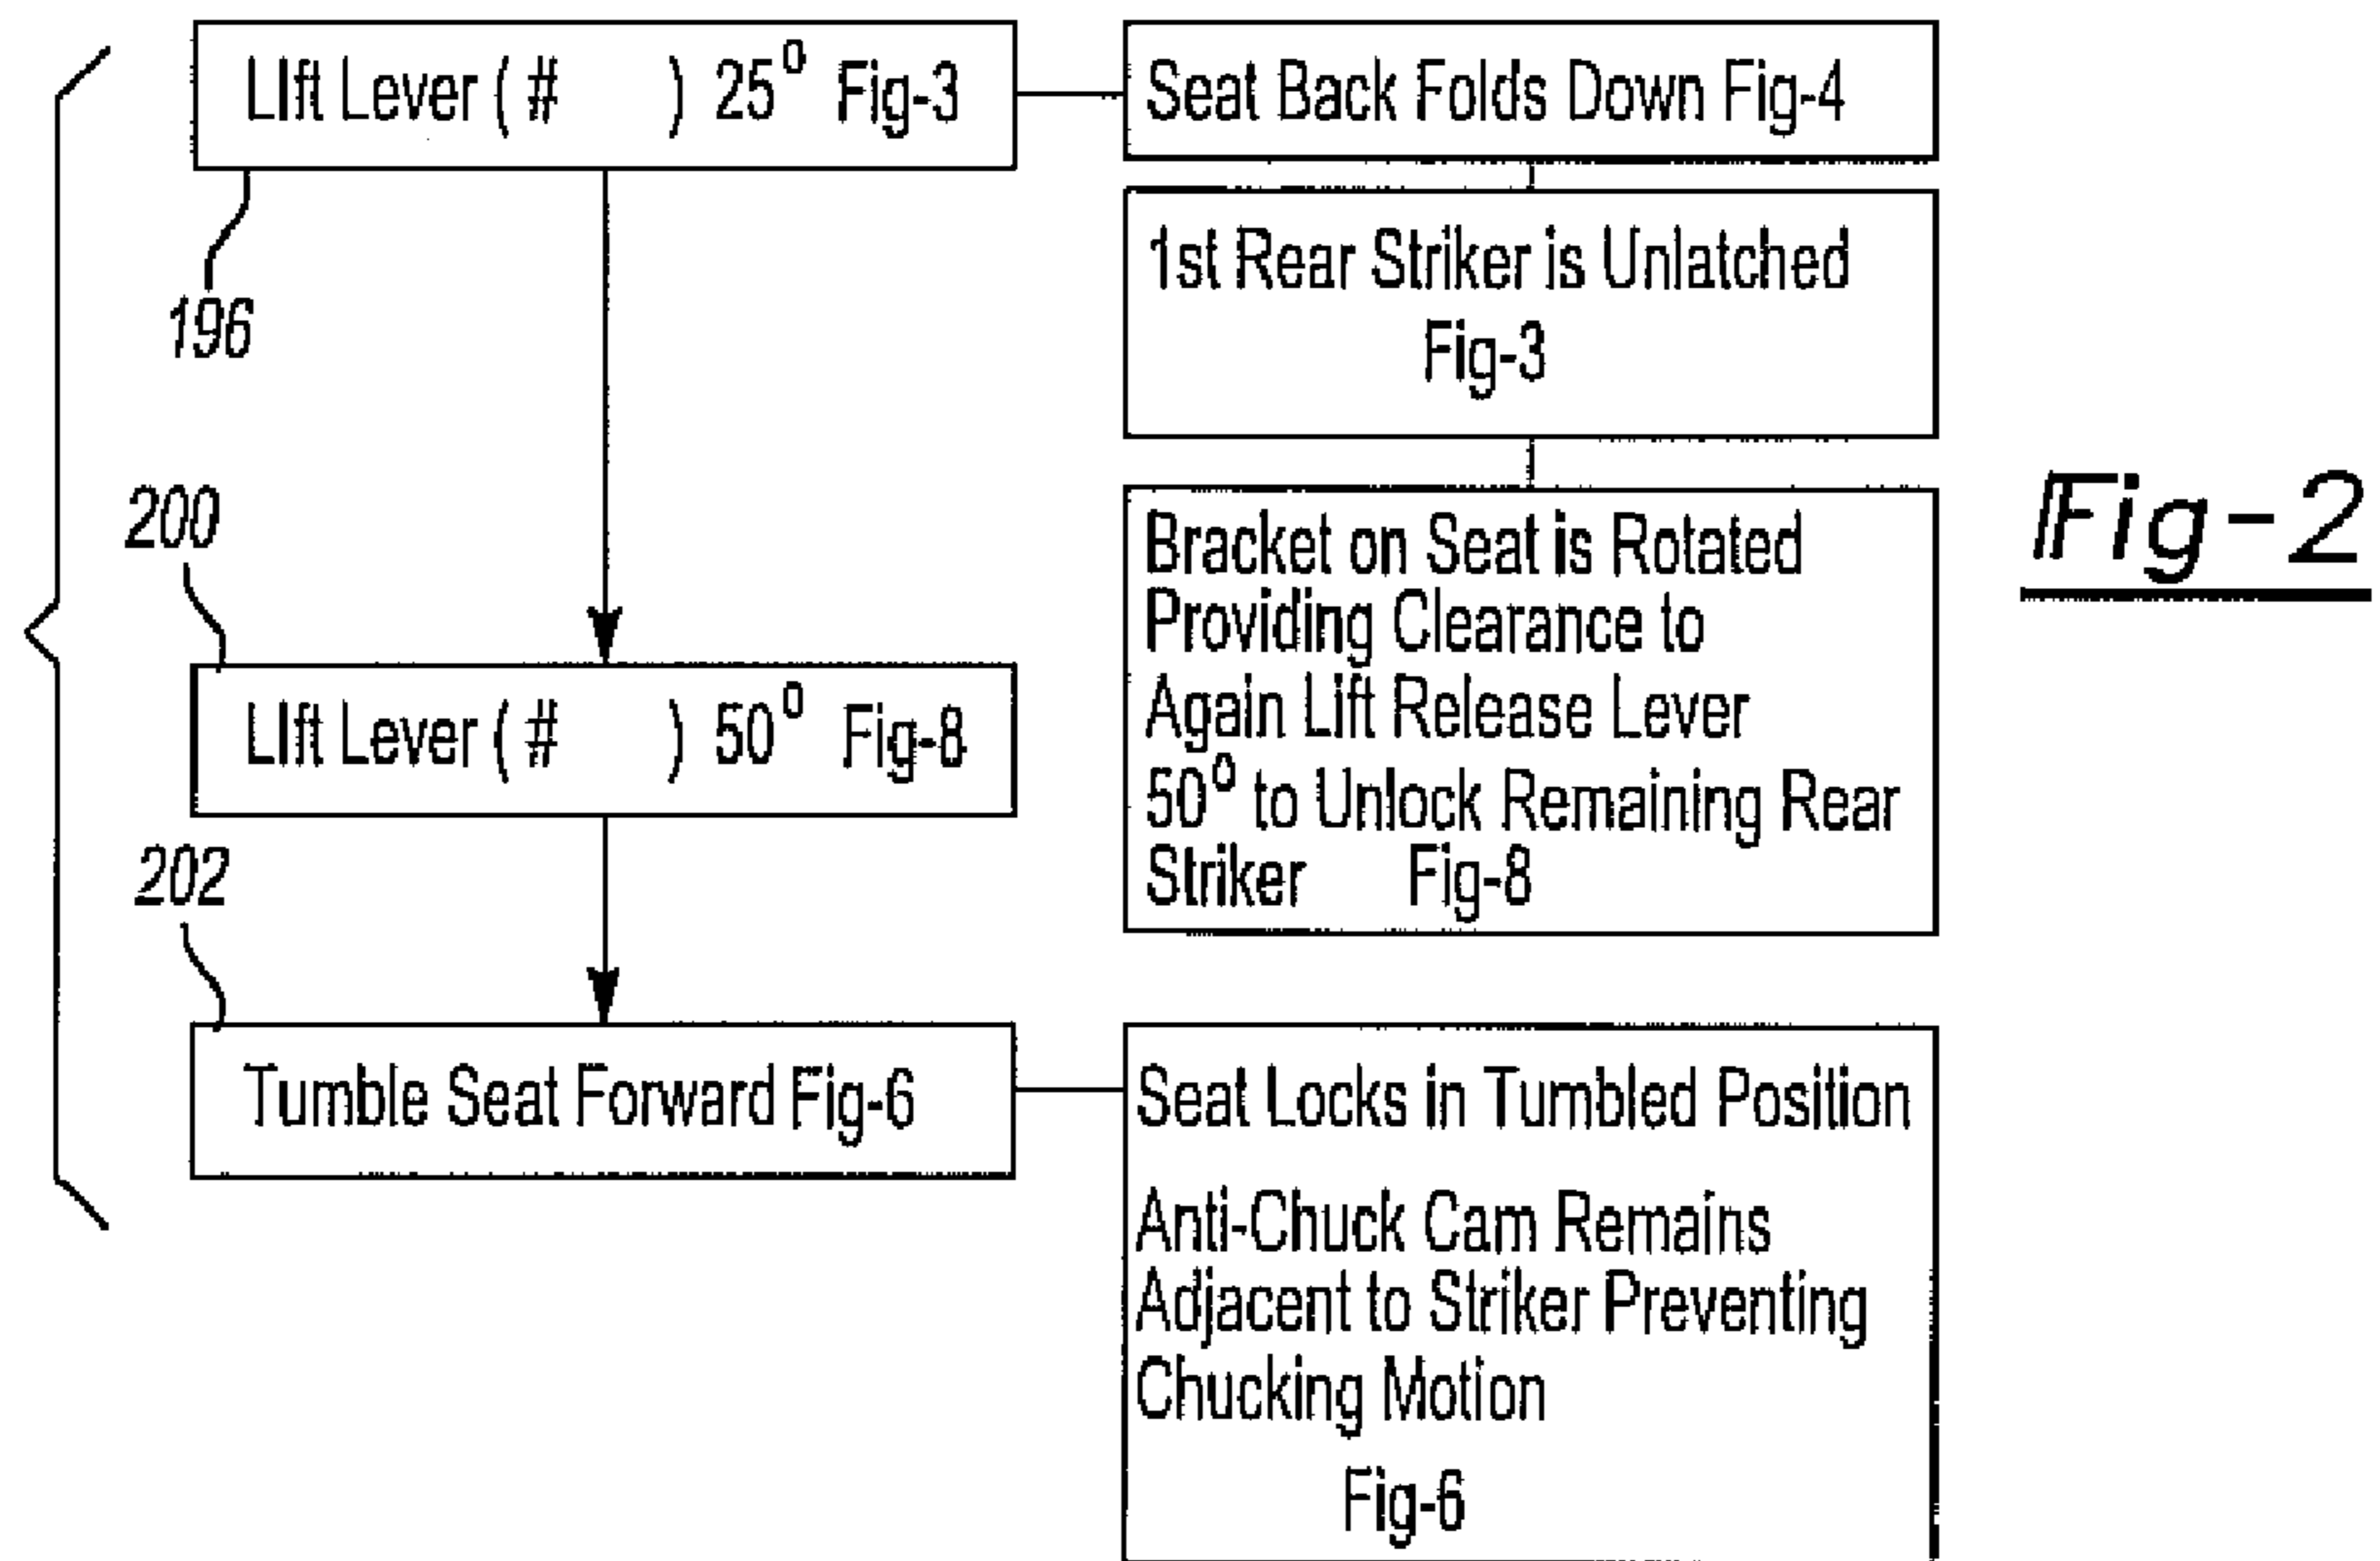 LIft Lever ( # ) 25° Fig-3
Seat Back Folds Down Fig-4
1st Rear Striker is Unlatched
Fig-3
196
Bracket on Seat is Rotated
Providing Clearance to
Again Lift Release Lever
50° to Unlock Remaining Rear
Striker Fig-8
Fig-2
200
LIft Lever ( # ) 50° Fig-8
202
Tumble Seat Forward Fig-6
Seat Locks in Tumbled Position
Anti-Chuck Cam Remains
Adjacent to Striker Preventing
Chucking Motion
Fig-6